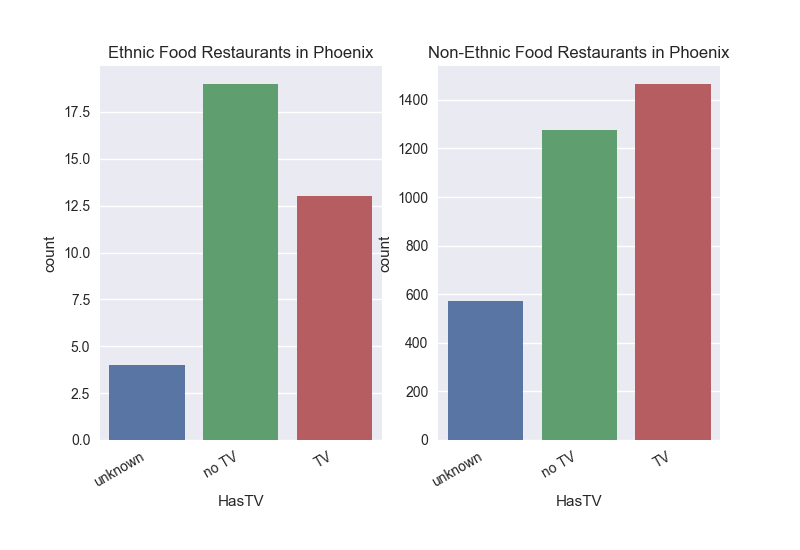 Ethnic Food Restaurants in Phoenix
17.5
15.0
12.5
10.0
7.5
5.0
2.5
0.0
count
unknown
no TV
TV
HasTV
Non-Ethnic Food Restaurants in Phoenix
1400
1200
1000
800
600
400
200
0
count
unknown
no TV
TV
HasTV